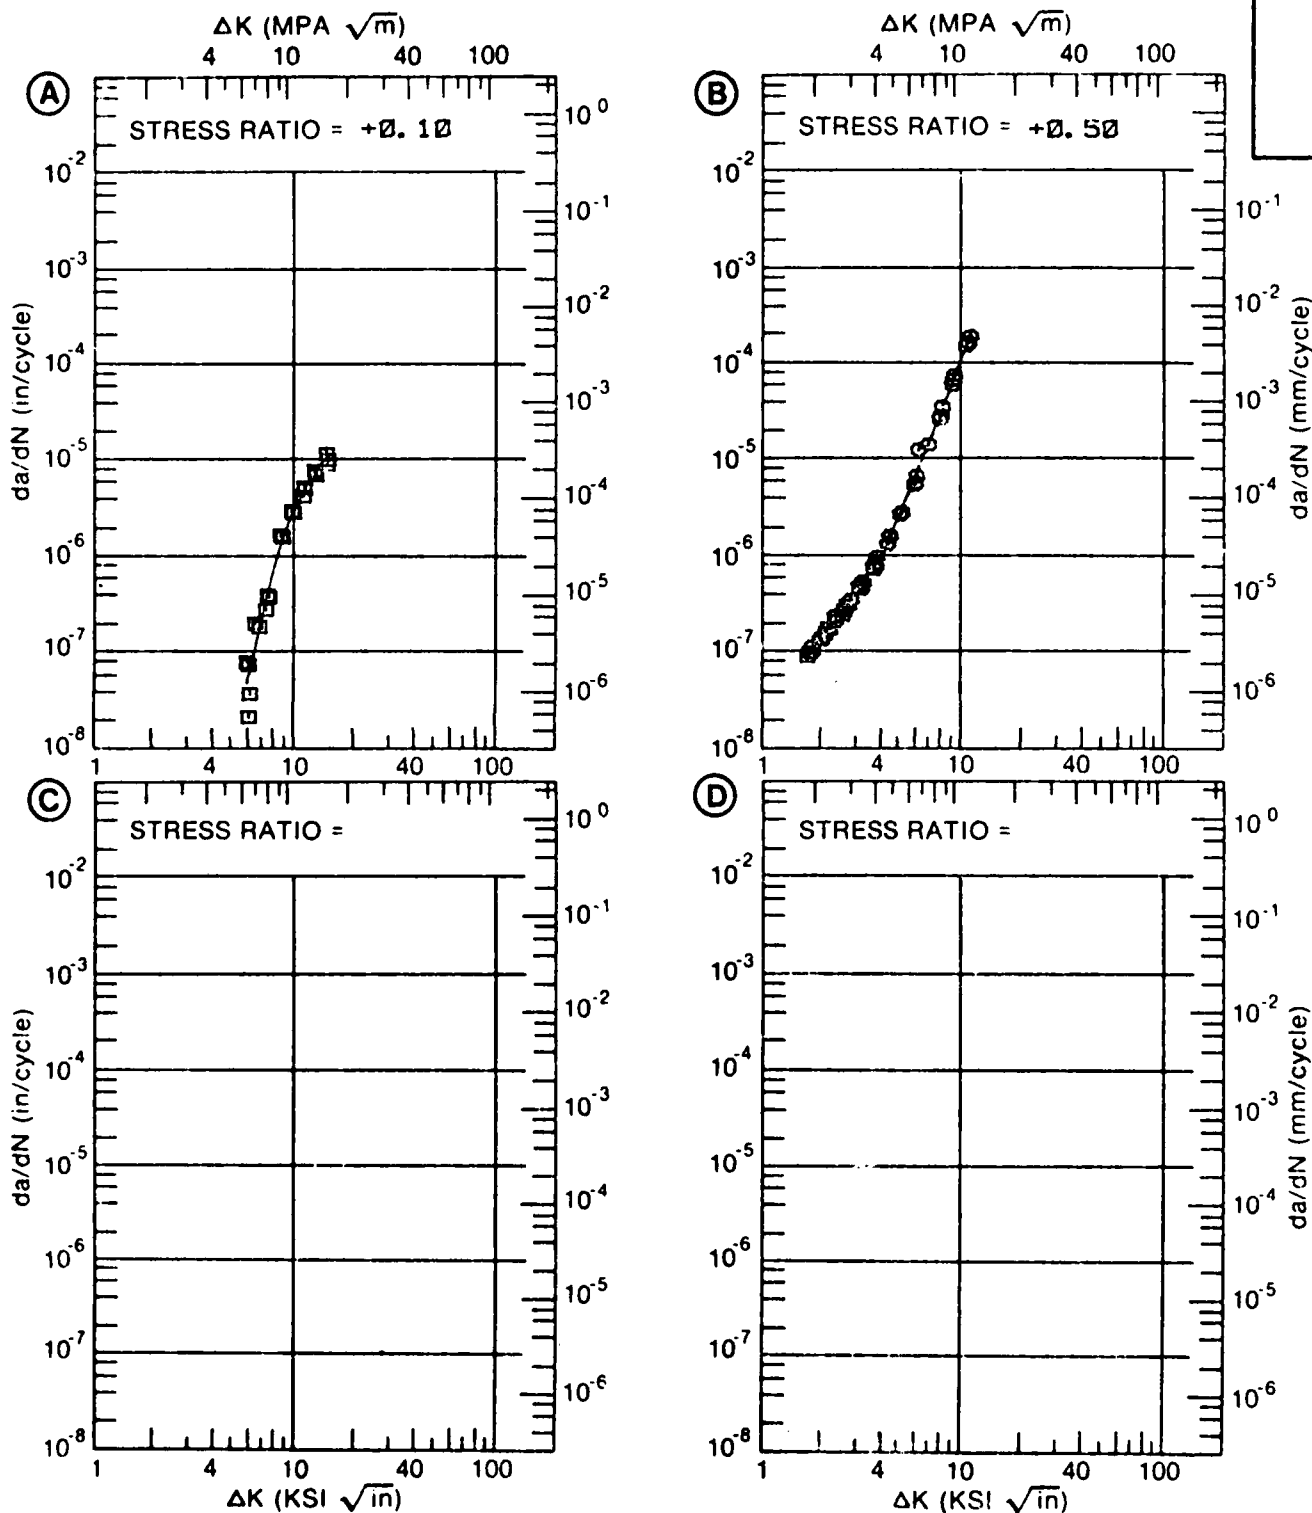 ΔK (MPA √m) ΔK (MPA √m)
4 10 40 100 4 10 40 100
A B
STRESS RATIO = +0.10 STRESS RATIO = +0.50
10^0
10^-2 10^-2
10^-1 10^-1
10^-3 10^-3
10^-2 10^-2
10^-4 10^-4
10^-3 10^-3
10^-5 10^-5
10^-4 10^-4
10^-6 10^-6
10^-5 10^-5
10^-7 10^-7
10^-6 10^-6
10^-8 10^-8
da/dN (in/cycle) da/dN (mm/cycle)
1 4 10 40 100 1 4 10 40 100
C D
STRESS RATIO = STRESS RATIO =
10^0 10^0
10^-2 10^-2
10^-1 10^-1
10^-3 10^-3
10^-2 10^-2
10^-4 10^-4
10^-3 10^-3
10^-5 10^-5
10^-4 10^-4
10^-6 10^-6
10^-5 10^-5
10^-7 10^-7
10^-6 10^-6
10^-8 10^-8
da/dN (in/cycle) da/dN (mm/cycle)
1 4 10 40 100 1 4 10 40 100
ΔK (KSI √in) ΔK (KSI √in)